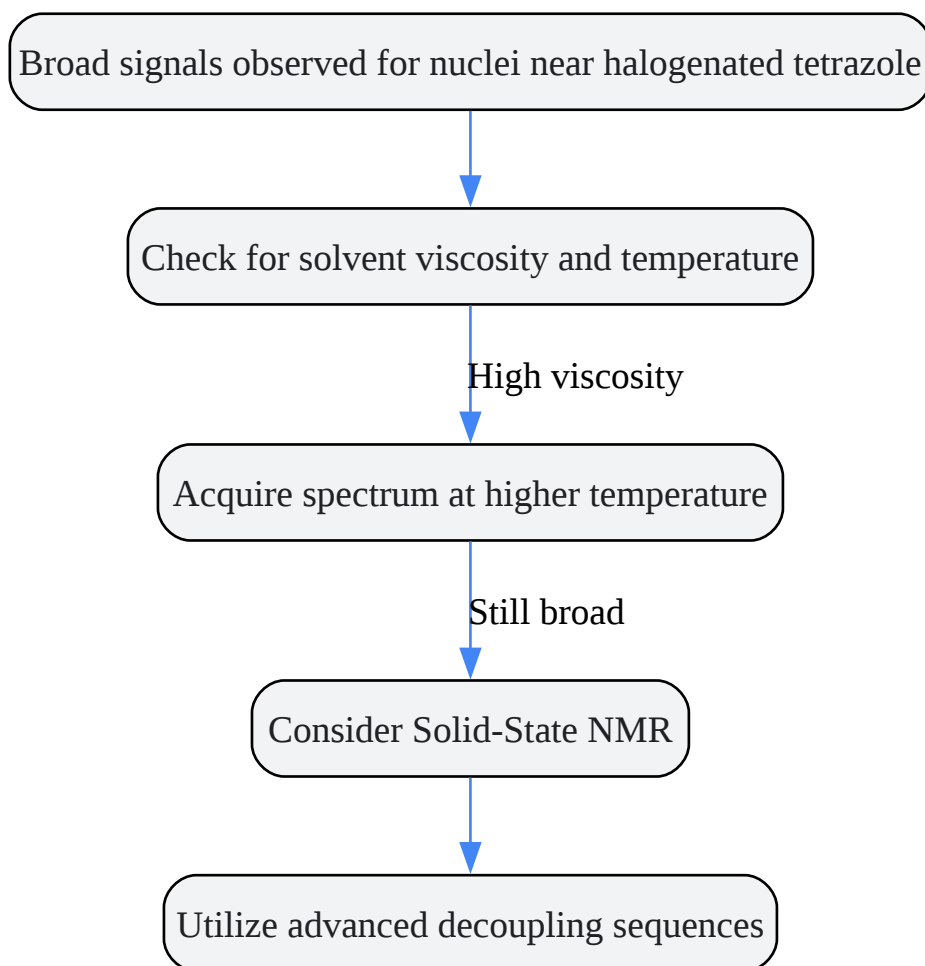 Broad signals observed for nuclei near halogenated tetrazole
Check for solvent viscosity and temperature
High viscosity
Acquire spectrum at higher temperature
Still broad
Consider Solid-State NMR
Utilize advanced decoupling sequences